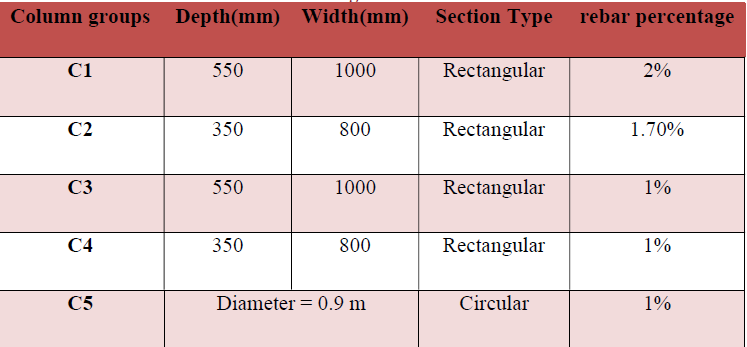 Column groups Depth(mm) Width(mm) Section Type rebar percentage
C1 550 1000 Rectangular 2%
C2 350 800 Rectangular 1.70%
C3 550 1000 Rectangular 1%
C4 350 800 Rectangular 1%
C5 Diameter = 0.9 m Circular 1%